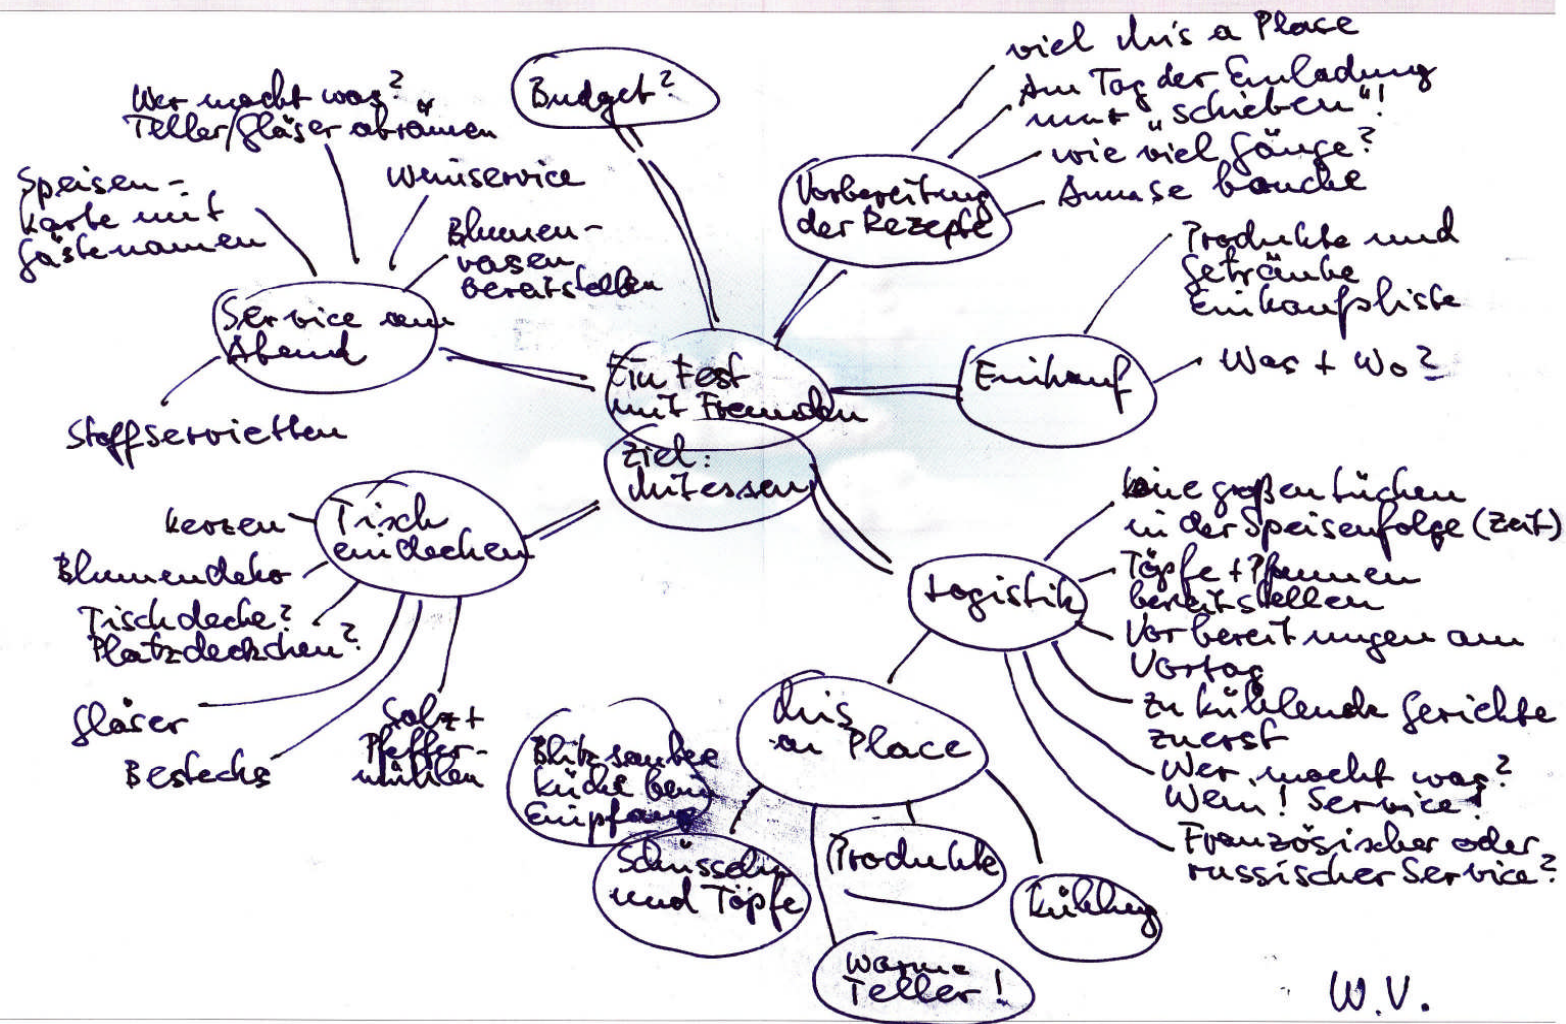 Budget?
Wer macht was?
Teller/Gläser abräumen
Speisen-
karte mit
Gästenamen
Weinservice
Blumen-
vasen
bereitstellen
Service am
Abend
Stoffservietten
viel Mis a Place
Am Tag der Einladung
nur "schieben"!
wie viel Gänge?
Amuse bouche
Vorbereitung
der Rezepte
Produkte und
Getränke
Einkaufsliste
Einkauf
Was + Wo?
Ein Fest
mit Fremden
Ziel:
Mitessen
Tisch
eindecken
Kerzen
Blumendeko
Tischdecke?
Platzdeckchen?
Gläser
Bestecke
Salz+
Pfeffer-
mühlen
Logistik
keine großen Lücken
in der Speisenfolge (Zeit)
Töpfe + Pfannen
bereitstellen
Vorbereitungen am
Vortag
zu kühlende Gerichte
zuerst
Wer macht was?
Wein! Service!
Französischer oder
russischer Service?
Mis
en Place
Blitzsaubere
Küche beim
Empfang
Schüsseln
und Töpfe
Produkte
Kühlung
Warme
Teller!
W.V.